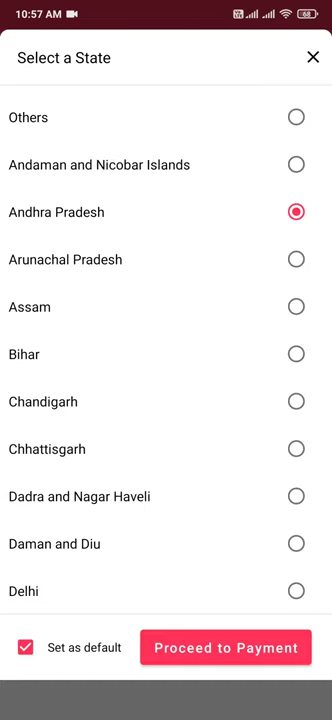 10:57 AM
68
Select a State
Others
Andaman and Nicobar Islands
Andhra Pradesh
Arunachal Pradesh
Assam
Bihar
Chandigarh
Chhattisgarh
Dadra and Nagar Haveli
Daman and Diu
Delhi
Set as default
Proceed to Payment